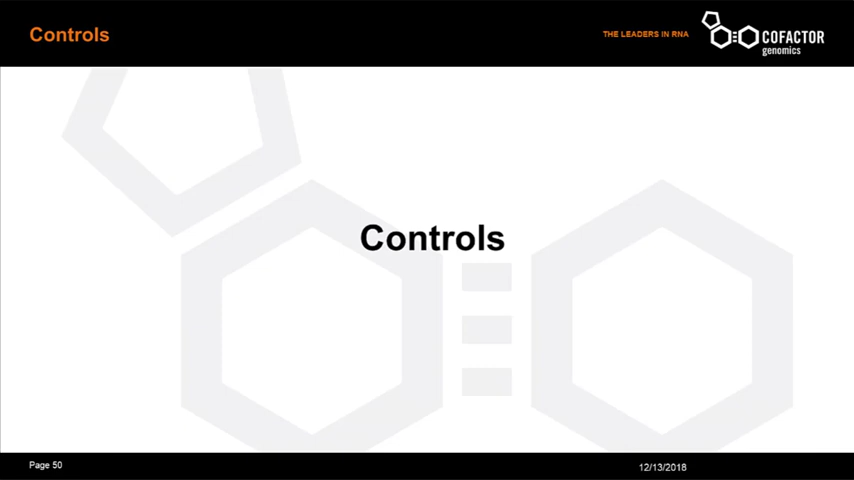 Controls
THE LEADERS IN RNA
COFACTOR
genomics
Controls
Page 50
12/13/2018